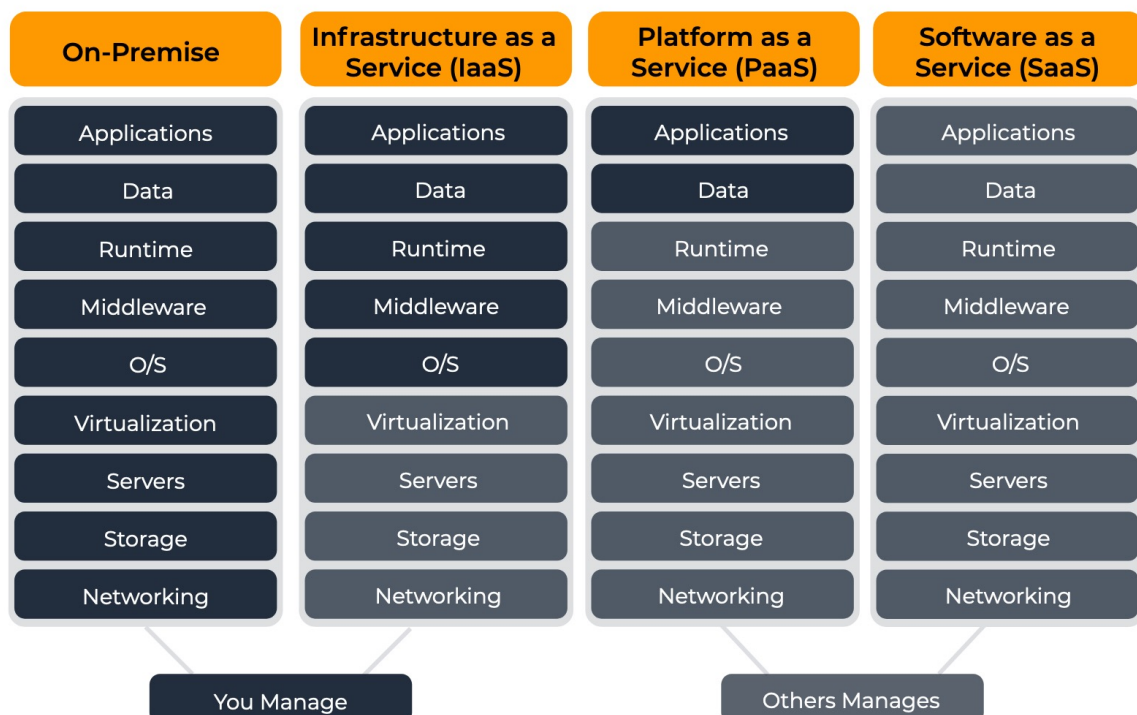 On-Premise
Infrastructure as a
Service (IaaS)
Platform as a
Service (PaaS)
Software as a
Service (SaaS)
Applications
Data
Runtime
Middleware
O/S
Virtualization
Servers
Storage
Networking
Applications
Data
Runtime
Middleware
O/S
Virtualization
Servers
Storage
Networking
Applications
Data
Runtime
Middleware
O/S
Virtualization
Servers
Storage
Networking
Applications
Data
Runtime
Middleware
O/S
Virtualization
Servers
Storage
Networking
You Manage
Others Manages